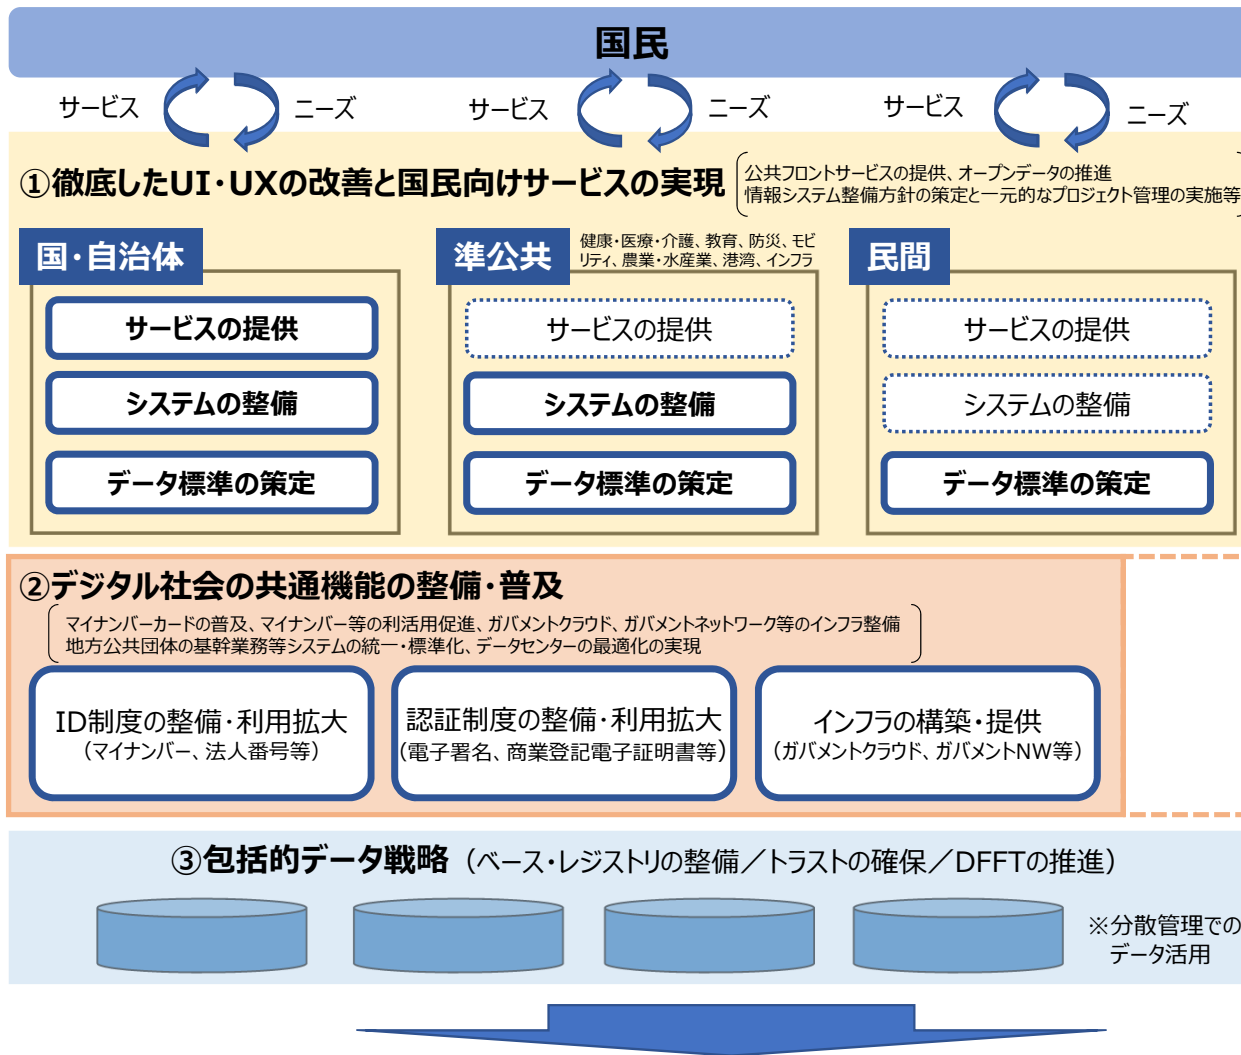 国民
サービス
ニーズ
サービス
ニーズ
サービス
ニーズ
①徹底したUI・UXの改善と国民向けサービスの実現
公共フロントサービスの提供、オープンデータの推進
情報システム整備方針の策定と一元的なプロジェクト管理の実施等
国・自治体
サービスの提供
システムの整備
データ標準の策定
準公共
健康・医療・介護、教育、防災、モビ
リティ、農業・水産業、港湾、インフラ
サービスの提供
システムの整備
データ標準の策定
民間
サービスの提供
システムの整備
データ標準の策定
②デジタル社会の共通機能の整備・普及
マイナンバーカードの普及、マイナンバー等の利活用促進、ガバメントクラウド、ガバメントネットワーク等のインフラ整備
地方公共団体の基幹業務等システムの統一・標準化、データセンターの最適化の実現
ID制度の整備・利用拡大
（マイナンバー、法人番号等）
認証制度の整備・利用拡大
（電子署名、商業登記電子証明書等）
インフラの構築・提供
（ガバメントクラウド、ガバメントNW等）
③包括的データ戦略（ベース・レジストリの整備／トラストの確保／DFFTの推進）
※分散管理での
データ活用